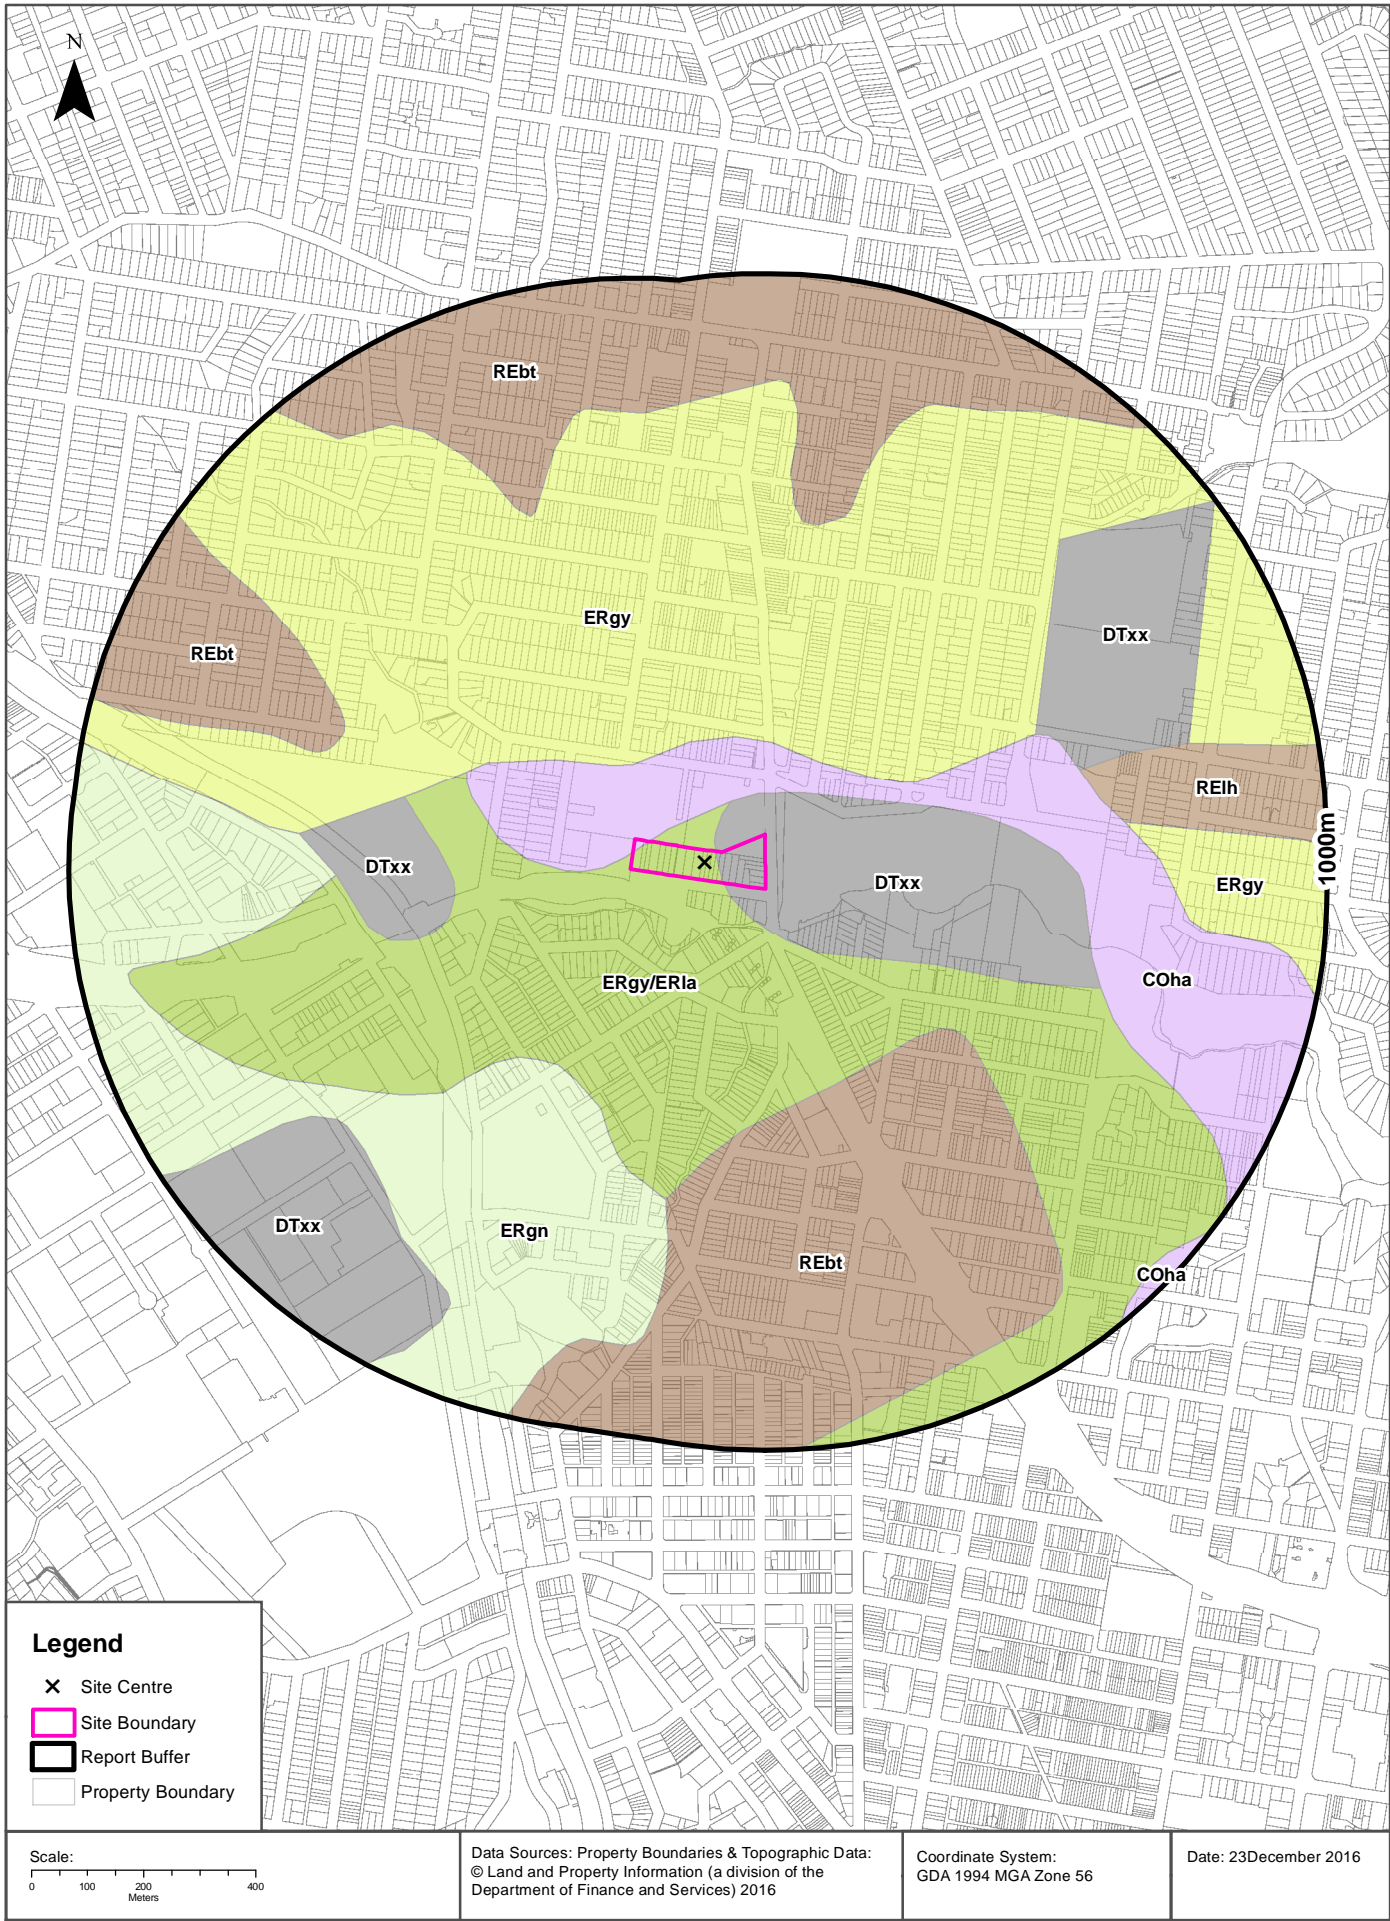 N
REbt
ERgy
DTxx
REbt
RElh
1000m
DTxx
DTxx
ERgy
ERgy/ERla
COha
DTxx
ERgn
REbt
COha
Legend
Site Centre
Site Boundary
Report Buffer
Property Boundary
Scale:
0 100 200 400
Meters
Data Sources: Property Boundaries & Topographic Data:
© Land and Property Information (a division of the
Department of Finance and Services) 2016
Coordinate System:
GDA 1994 MGA Zone 56
Date: 23December 2016